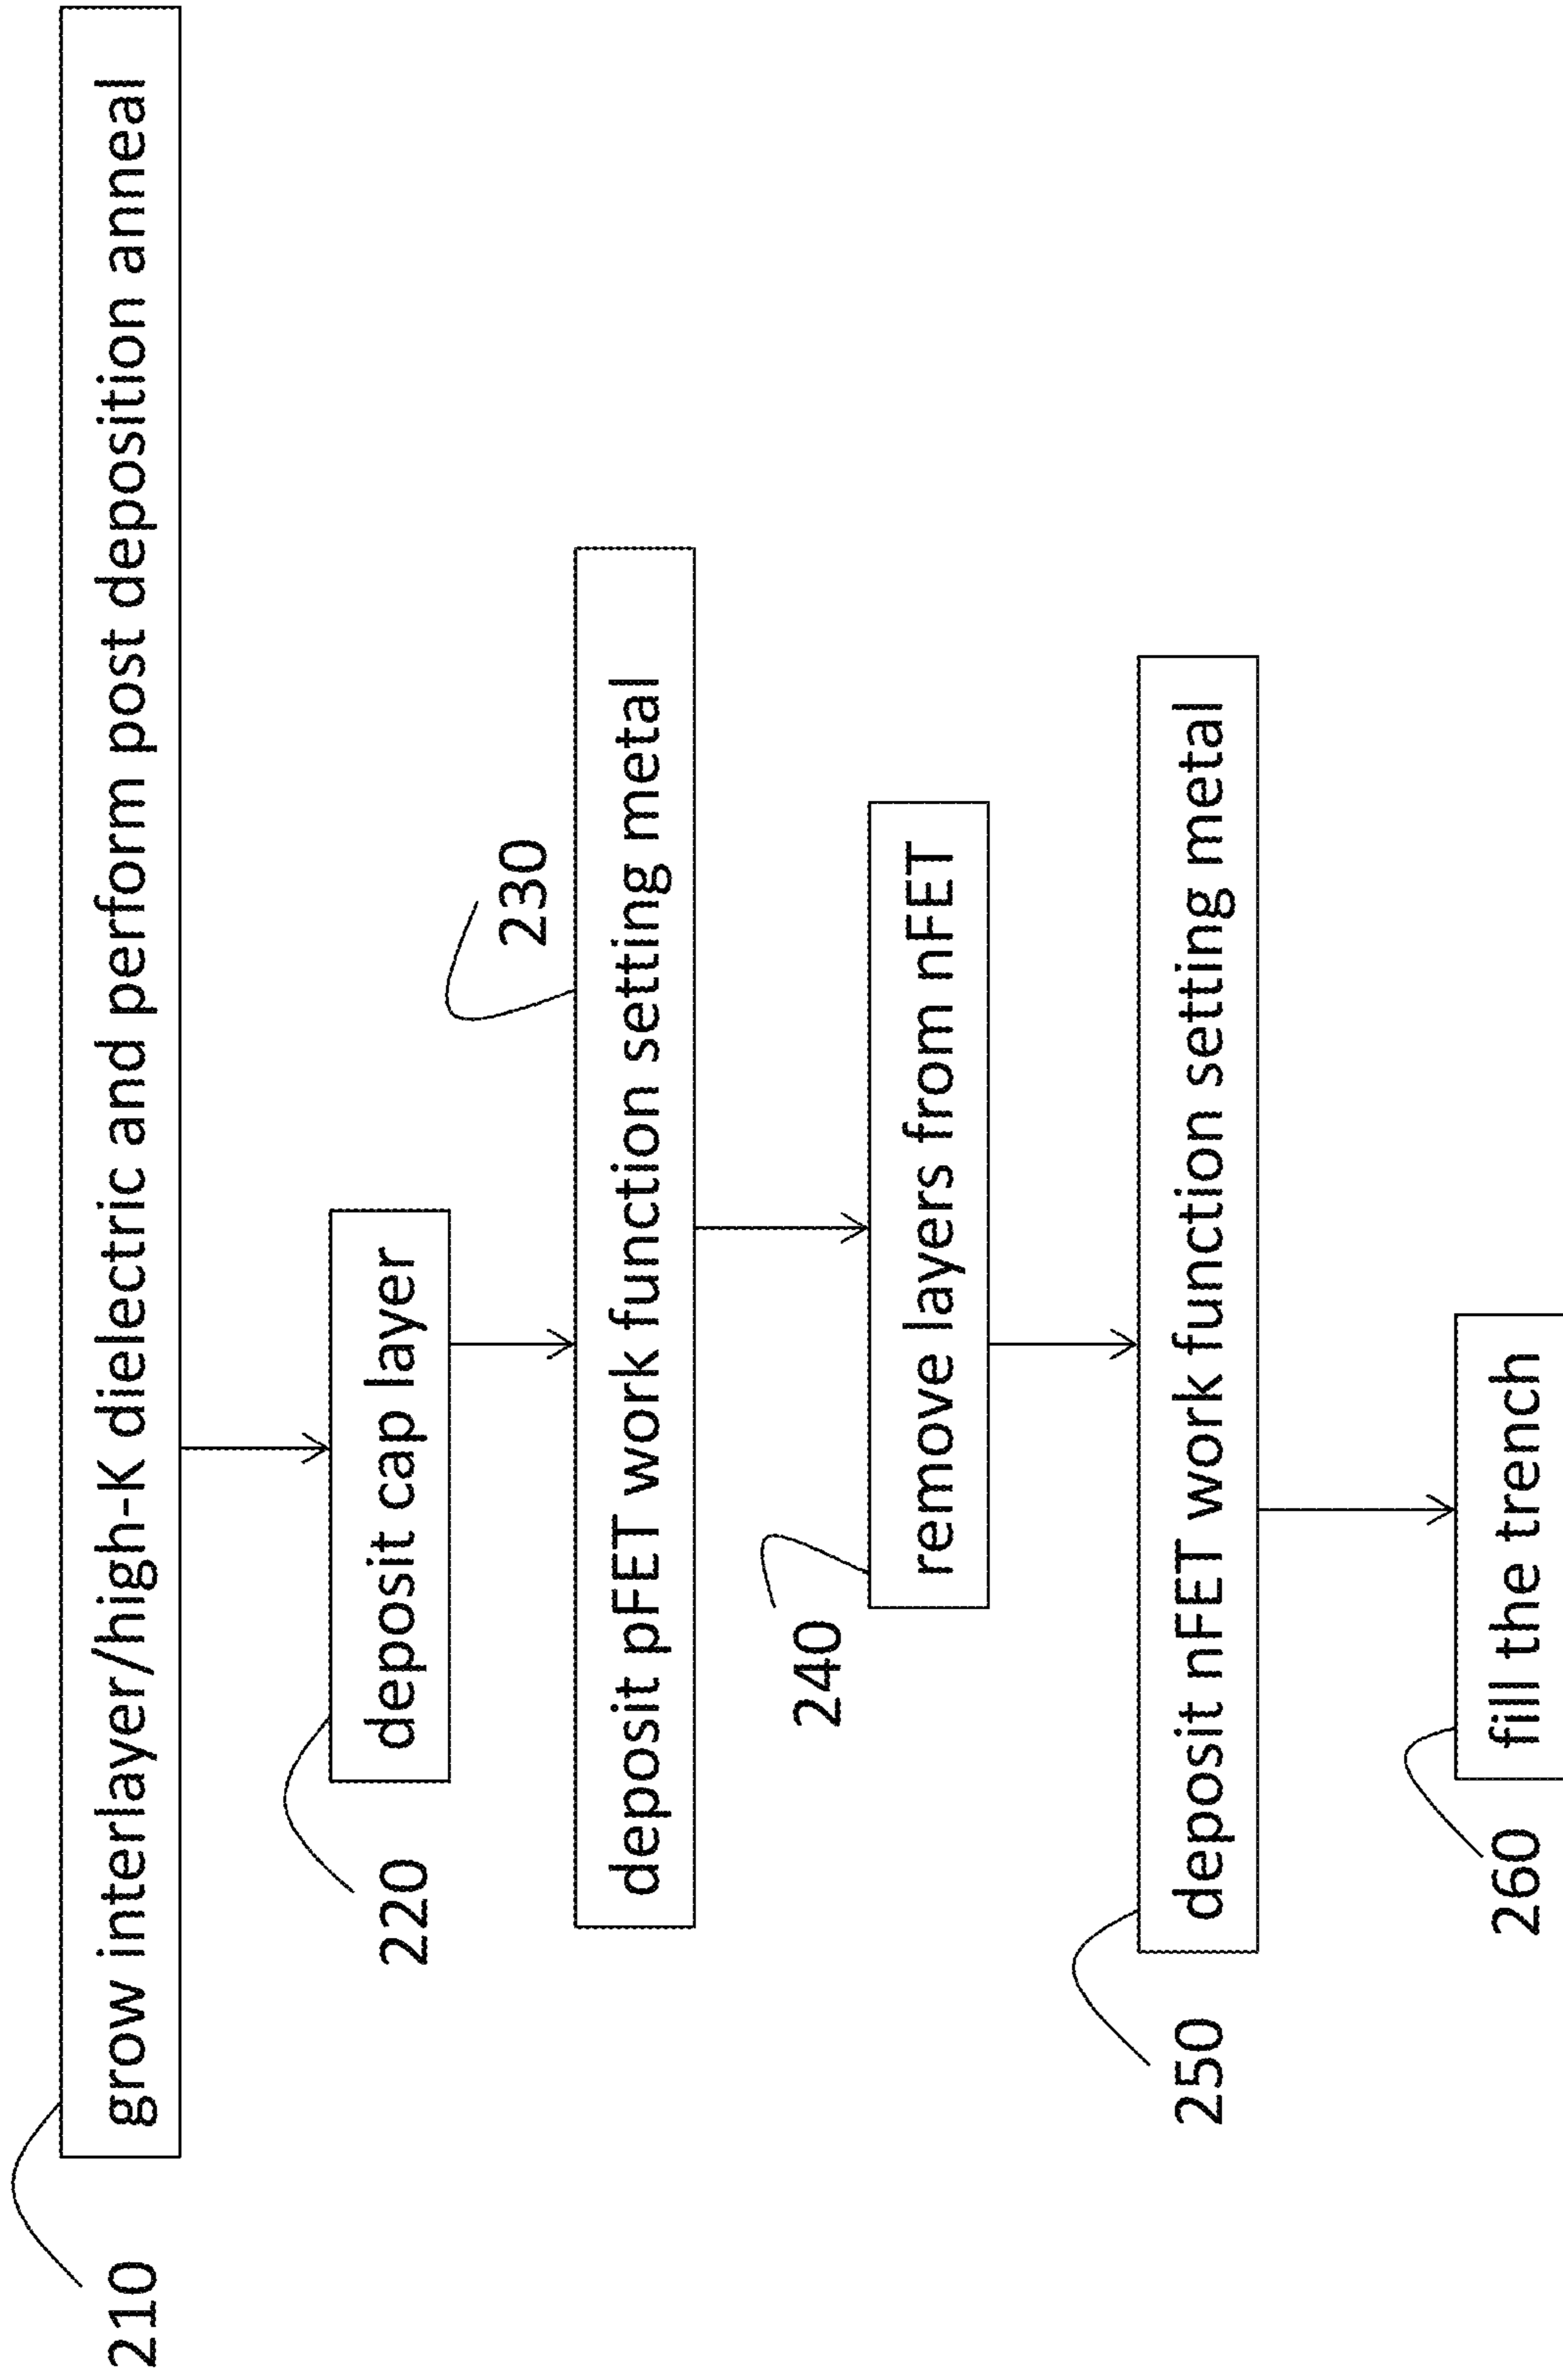 210
grow interlayer/high-K dielectric and perform post deposition anneal
220
deposit cap layer
230
deposit pFET work function setting metal
240
remove layers from nFET
250
deposit nFET work function setting metal
260
fill the trench